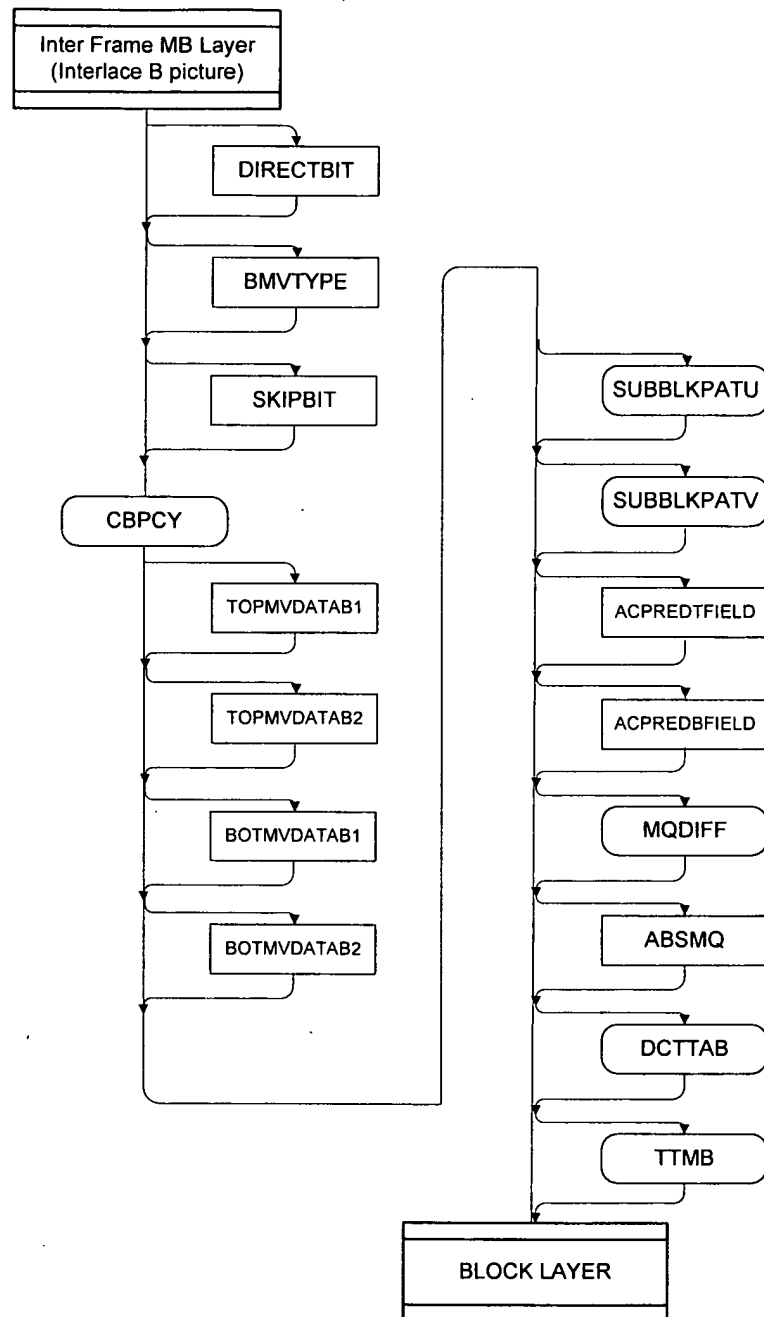 Inter Frame MB Layer
(Interlace B picture)
DIRECTBIT
BMVTYPE
SKIPBIT
CBPCY
TOPMVDATAB1
TOPMVDATAB2
BOTMVDATAB1
BOTMVDATAB2
SUBBLKPATU
SUBBLKPATV
ACPREDTFIELD
ACPREDBFIELD
MQDIFF
ABSMQ
DCTTAB
TTMB
BLOCK LAYER